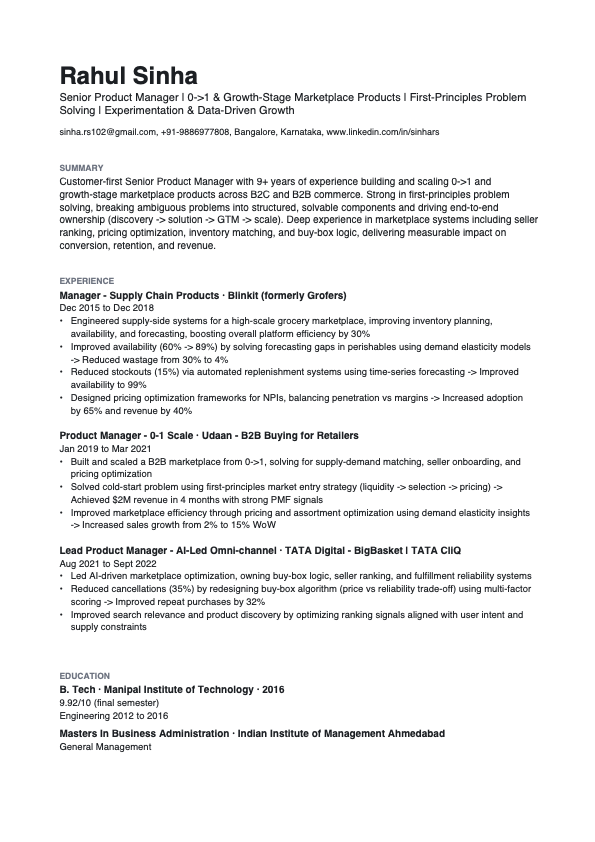 Rahul Sinha
Senior Product Manager | 0->1 & Growth-Stage Marketplace Products | First-Principles Problem
Solving | Experimentation & Data-Driven Growth
sinha.rs102@gmail.com, +91-9886977808, Bangalore, Karnataka, www.linkedin.com/in/sinhars
SUMMARY
Customer-first Senior Product Manager with 9+ years of experience building and scaling 0->1 and
growth-stage marketplace products across B2C and B2B commerce. Strong in first-principles problem
solving, breaking ambiguous problems into structured, solvable components and driving end-to-end
ownership (discovery -> solution -> GTM -> scale). Deep experience in marketplace systems including seller
ranking, pricing optimization, inventory matching, and buy-box logic, delivering measurable impact on
conversion, retention, and revenue.
EXPERIENCE
Manager - Supply Chain Products · Blinkit (formerly Grofers)
Dec 2015 to Dec 2018
• Engineered supply-side systems for a high-scale grocery marketplace, improving inventory planning,
availability, and forecasting, boosting overall platform efficiency by 30%
• Improved availability (60% -> 89%) by solving forecasting gaps in perishables using demand elasticity models
-> Reduced wastage from 30% to 4%
• Reduced stockouts (15%) via automated replenishment systems using time-series forecasting -> Improved
availability to 99%
• Designed pricing optimization frameworks for NPIs, balancing penetration vs margins -> Increased adoption
by 65% and revenue by 40%
Product Manager - 0-1 Scale · Udaan - B2B Buying for Retailers
Jan 2019 to Mar 2021
• Built and scaled a B2B marketplace from 0->1, solving for supply-demand matching, seller onboarding, and
pricing optimization
• Solved cold-start problem using first-principles market entry strategy (liquidity -> selection -> pricing) ->
Achieved $2M revenue in 4 months with strong PMF signals
• Improved marketplace efficiency through pricing and assortment optimization using demand elasticity insights
-> Increased sales growth from 2% to 15% WoW
Lead Product Manager - AI-Led Omni-channel · TATA Digital - BigBasket | TATA CliQ
Aug 2021 to Sept 2022
• Led AI-driven marketplace optimization, owning buy-box logic, seller ranking, and fulfillment reliability systems
• Reduced cancellations (35%) by redesigning buy-box algorithm (price vs reliability trade-off) using multi-factor
scoring -> Improved repeat purchases by 32%
• Improved search relevance and product discovery by optimizing ranking signals aligned with user intent and
supply constraints
EDUCATION
B. Tech · Manipal Institute of Technology · 2016
9.92/10 (final semester)
Engineering 2012 to 2016
Masters In Business Administration · Indian Institute of Management Ahmedabad
General Management